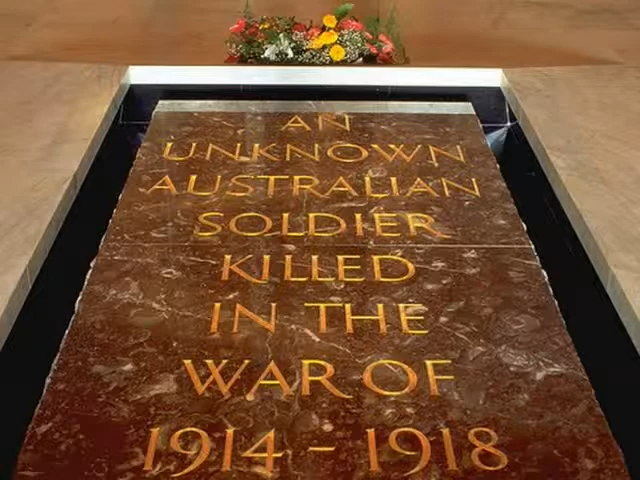 AN
UNKNOWN
AUSTRALIAN
SOLDIER
KILLED
IN THE
WAR OF
1914 - 1918